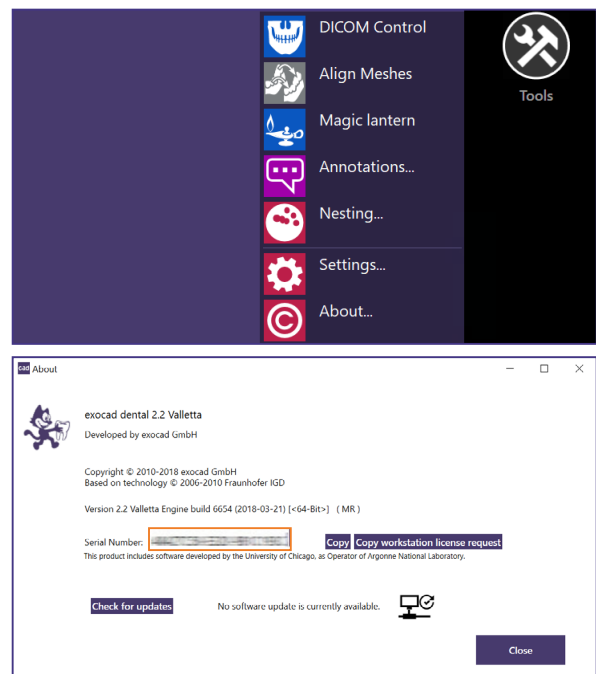 DICOM Control
Align Meshes
Tools
Magic lantern
Annotations...
Nesting...
Settings...
About...
cad About
exocad dental 2.2 Valletta
Developed by exocad GmbH
Copyright © 2010-2018 exocad GmbH
Based on technology © 2006-2010 Fraunhofer IGD
Version 2.2 Valletta Engine build 6654 (2018-03-21) [<64-Bit>] ( MR )
Serial Number: Copy Copy workstation license request
This product includes software developed by the University of Chicago, as Operator of Argonne National Laboratory.
Check for updates No software update is currently available.
Close